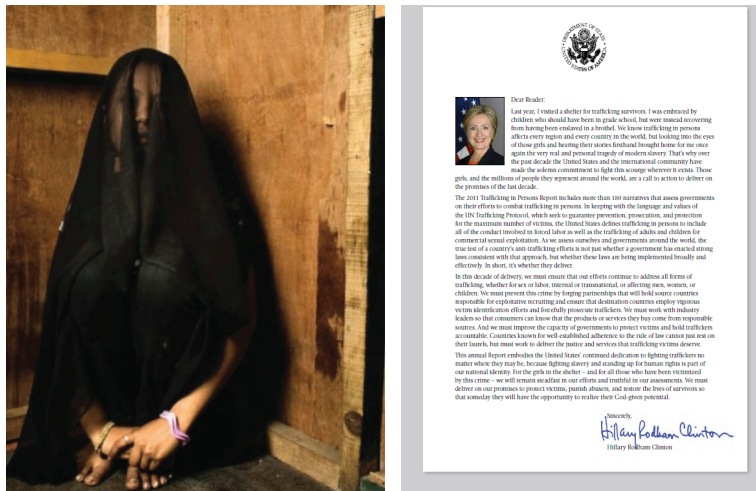 DEPARTMENT OF STATE
UNITED STATES OF AMERICA
Dear Reader:
Last year, I visited a shelter for trafficking survivors. I was embraced by
children who should have been in grade school, but were instead recovering
from having been enslaved in a brothel. We know trafficking in persons
affects every region and every country in the world, but looking into the eyes
of those girls and hearing their stories firsthand brought home for me once
again the very real and personal tragedy of modern slavery. That's why over
the past decade the United States and the international community have
made the solemn commitment to fight this scourge wherever it exists. Those
girls, and the millions of people they represent around the world, are a call to action to deliver on
the promises of the last decade.
The 2011 Trafficking in Persons Report includes more than 180 narratives that assess governments
on their efforts to combat trafficking in persons. In keeping with the language and values of
the UN Trafficking Protocol, which seek to guarantee prevention, prosecution, and protection
for the maximum number of victims, the United States defines trafficking in persons to include
all of the conduct involved in forced labor as well as the trafficking of adults and children for
commercial sexual exploitation. As we assess ourselves and governments around the world, the
true test of a country's anti-trafficking efforts is not just whether a government has enacted strong
laws consistent with that approach, but whether these laws are being implemented broadly and
effectively. In short, it's whether they deliver.
In this decade of delivery, we must ensure that our efforts continue to address all forms of
trafficking, whether for sex or labor, internal or transnational, or affecting men, women, or
children. We must prevent this crime by forging partnerships that will hold source countries
responsible for exploitative recruiting and ensure that destination countries employ vigorous
victim identification efforts and forcefully prosecute traffickers. We must work with industry
leaders so that consumers can know that the products or services they buy come from responsible
sources. And we must improve the capacity of governments to protect victims and hold traffickers
accountable. Countries known for well-established adherence to the rule of law cannot just rest on
their laurels, but must work to deliver the justice and services that trafficking victims deserve.
This annual Report embodies the United States' continued dedication to fighting traffickers no
matter where they may be, because fighting slavery and standing up for human rights is part of
our national identity. For the girls in the shelter – and for all those who have been victimized
by this crime – we will remain steadfast in our efforts and truthful in our assessments. We must
deliver on our promises to protect victims, punish abusers, and restore the lives of survivors so
that someday they will have the opportunity to realize their God-given potential.
Sincerely,
Hillary Rodham Clinton
Hillary Rodham Clinton